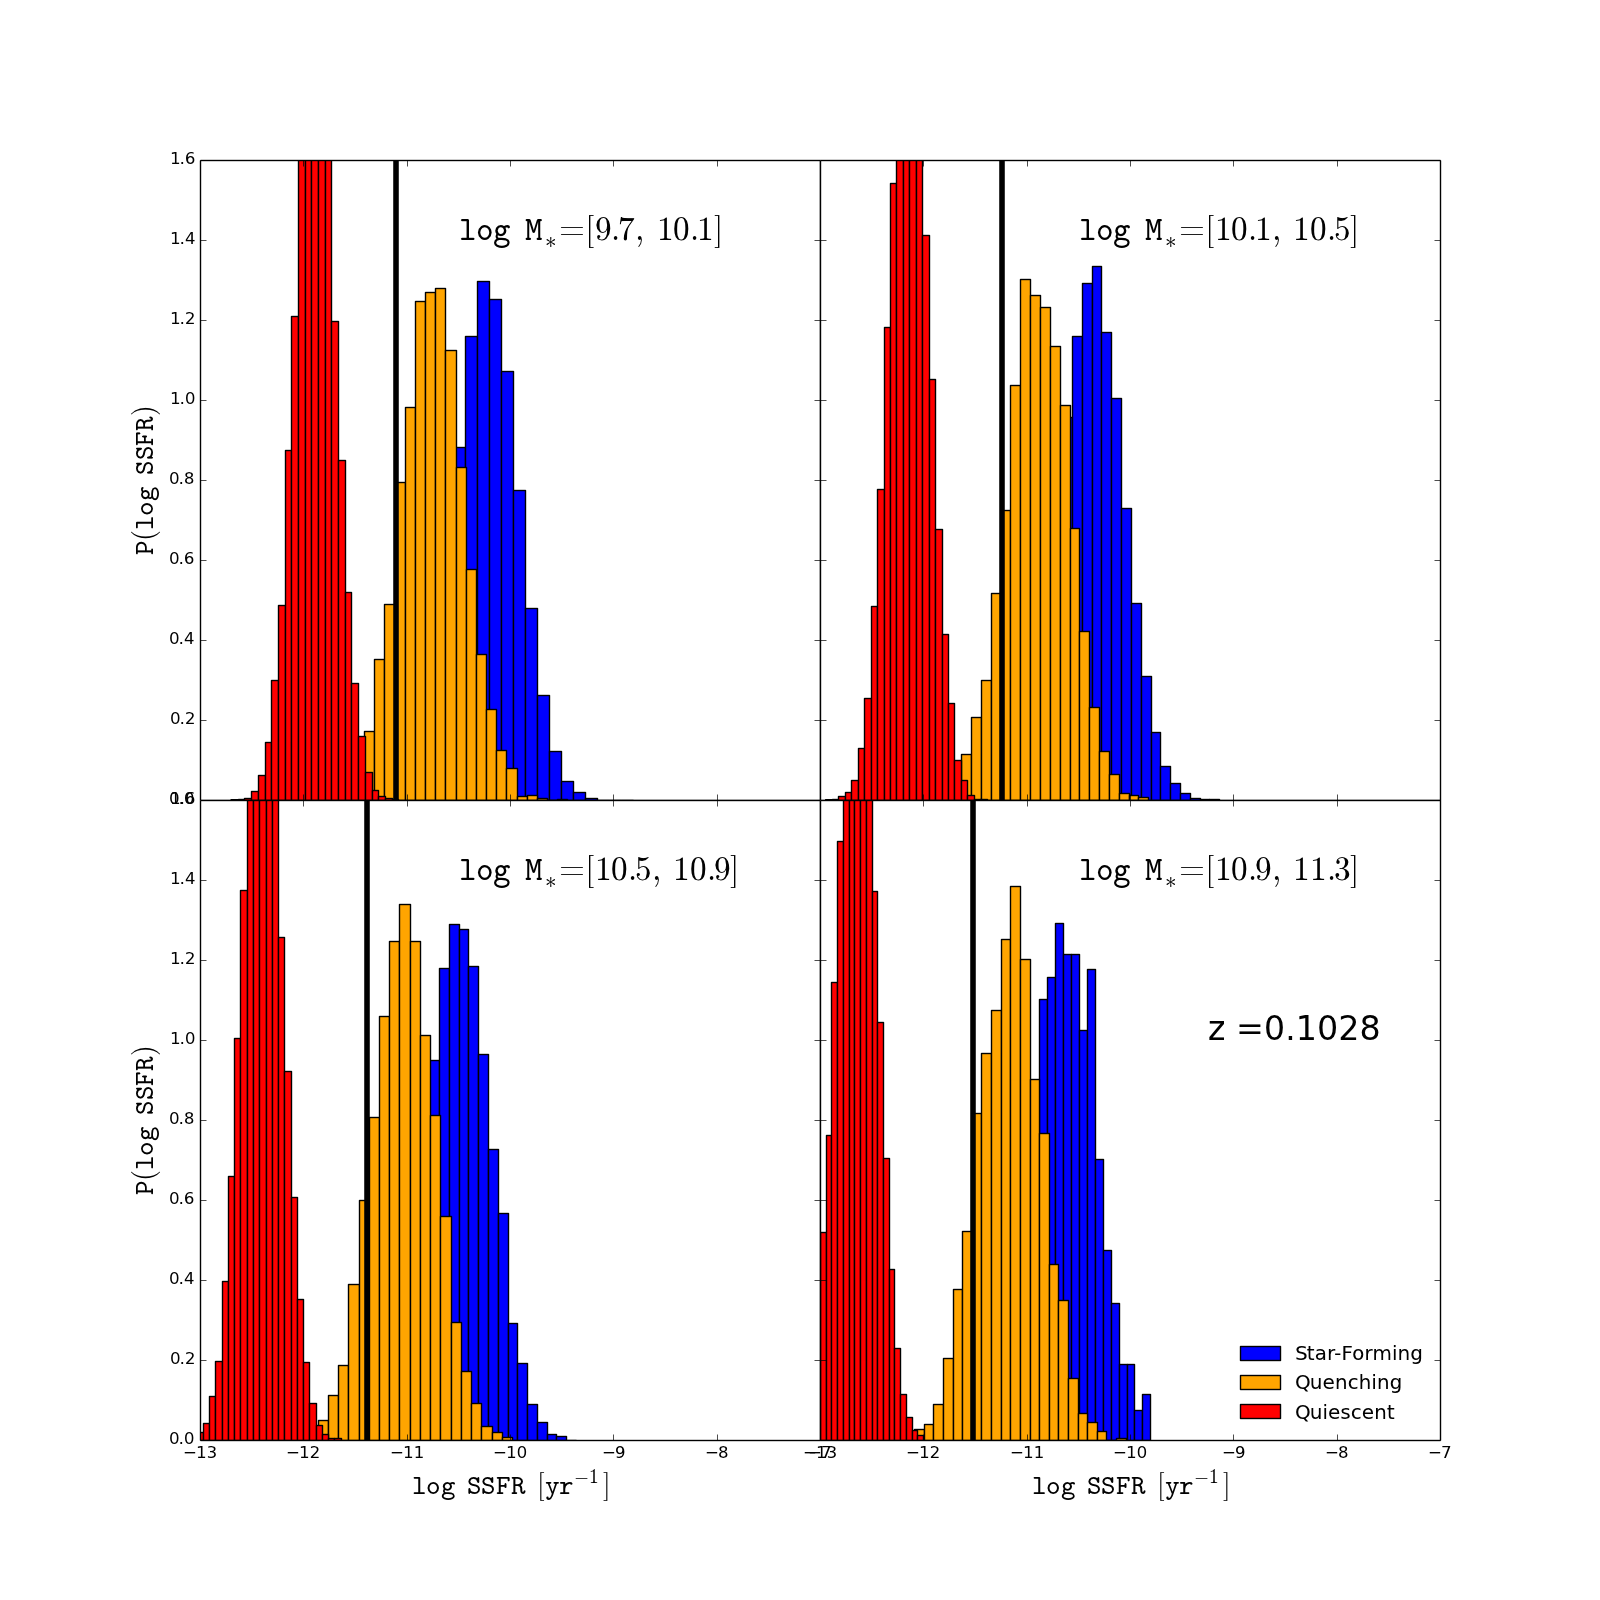 1.6
1.4
1.2
1.0
0.8
0.6
0.4
0.2
P(log SSFR)
log M*=[9.7, 10.1]
log M*=[10.1, 10.5]
1.6
1.4
1.2
1.0
0.8
0.6
0.4
0.2
0.0
P(log SSFR)
log M*=[10.5, 10.9]
log M*=[10.9, 11.3]
z =0.1028
Star-Forming
Quenching
Quiescent
−13 −12 −11 −10 −9 −8 −13 −12 −11 −10 −9 −8 −7
log SSFR [yr⁻¹] log SSFR [yr⁻¹]